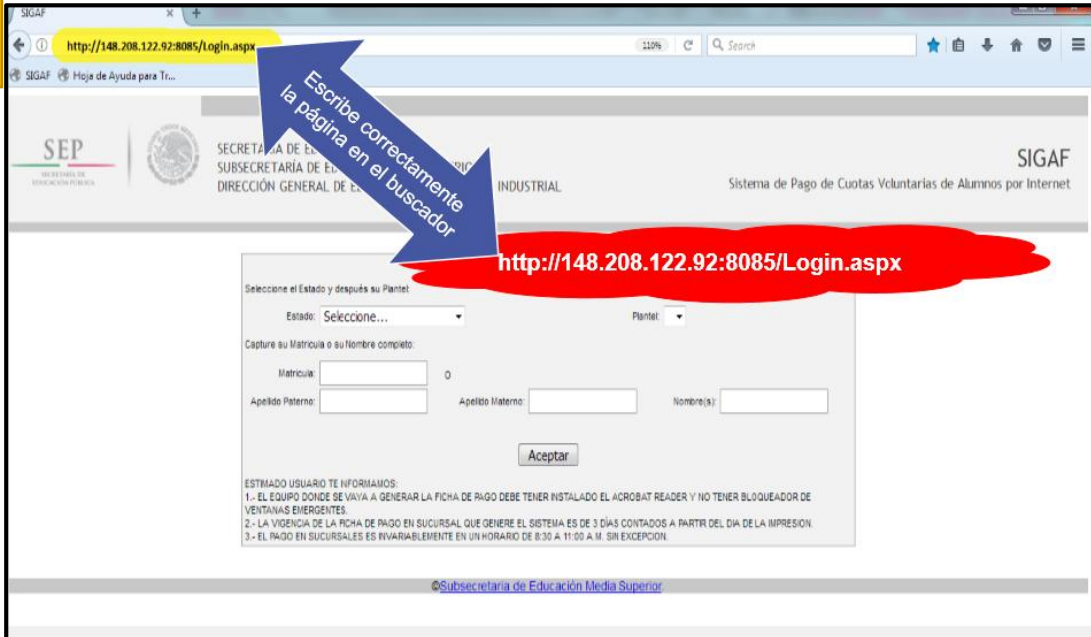 SIGAF
http://148.208.122.92:8085/Login.aspx
110%
Search
SIGAF Hoja de Ayuda para Tr...
SEP
SECRETARÍA DE
EDUCACIÓN PÚBLICA
SUBSECRETARÍA DE
DIRECCIÓN GENERAL DE INDUSTRIAL
SIGAF
Sistema de Pago de Cuotas Voluntarias de Alumnos por Internet
Escribe correctamente
la página en el buscador
http://148.208.122.92:8085/Login.aspx
Seleccione el Estado y después su Plantel:
Estado: Seleccione... Plantel:
Capture su Matricula o su Nombre completo:
Matricula: O
Apellido Paterno: Apellido Materno: Nombre(s):
Aceptar
ESTIMADO USUARIO TE INFORMAMOS:
1.- EL EQUIPO DONDE SE VAYA A GENERAR LA FICHA DE PAGO DEBE TENER INSTALADO EL ACROBAT READER Y NO TENER BLOQUEADOR DE
VENTANAS EMERGENTES.
2.- LA VIGENCIA DE LA FICHA DE PAGO EN SUCURSAL QUE GENERE EL SISTEMA ES DE 3 DÍAS CONTADOS A PARTIR DEL DIA DE LA IMPRESION.
3.- EL PAGO EN SUCURSALES ES INVARIABLEMENTE EN UN HORARIO DE 8:30 A 11:00 A.M. SIN EXCEPCION.
©Subsecretaria de Educación Media Superior.